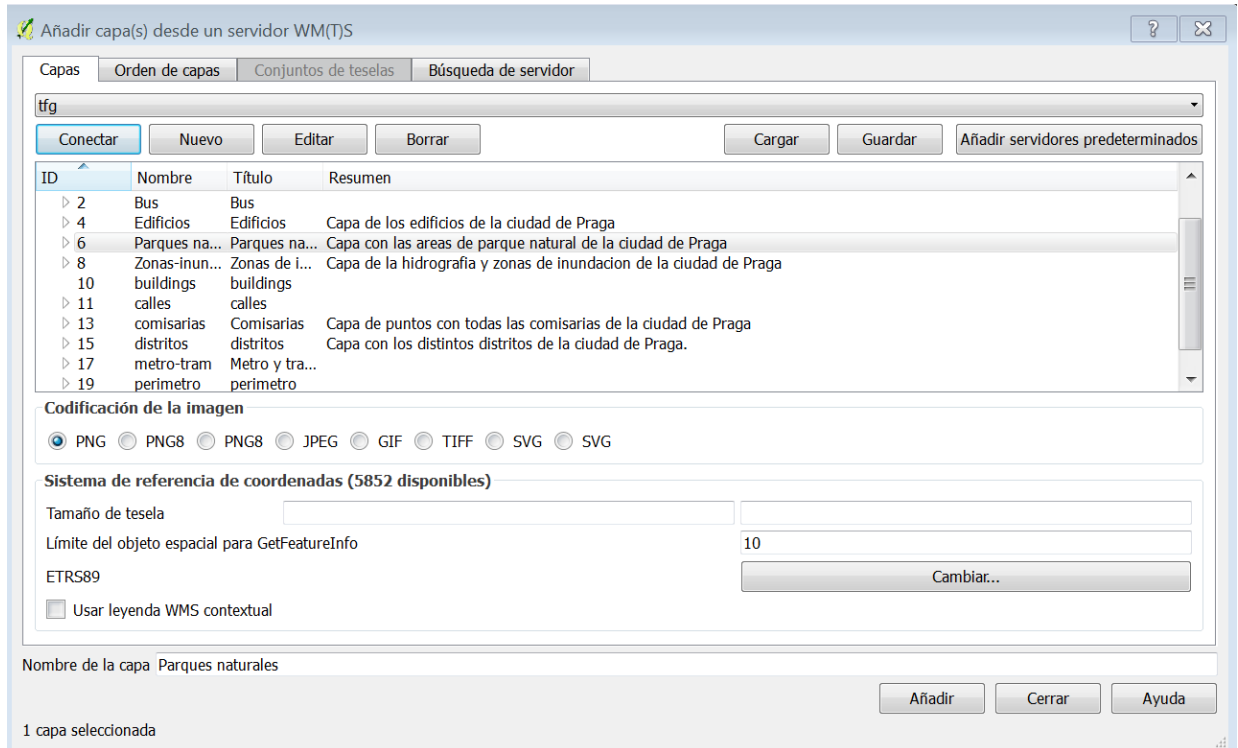 Añadir capa(s) desde un servidor WM(T)S
Capas Orden de capas Conjuntos de teselas Búsqueda de servidor
tfg
Conectar Nuevo Editar Borrar Cargar Guardar Añadir servidores predeterminados
ID Nombre Título Resumen
2 Bus Bus
4 Edificios Edificios Capa de los edificios de la ciudad de Praga
6 Parques na... Parques na... Capa con las areas de parque natural de la ciudad de Praga
8 Zonas-inun... Zonas de i... Capa de la hidrografia y zonas de inundacion de la ciudad de Praga
10 buildings buildings
11 calles calles
13 comisarias Comisarias Capa de puntos con todas las comisarias de la ciudad de Praga
15 distritos distritos Capa con los distintos distritos de la ciudad de Praga.
17 metro-tram Metro y tra...
19 perimetro perimetro
Codificación de la imagen
PNG PNG8 PNG8 JPEG GIF TIFF SVG SVG
Sistema de referencia de coordenadas (5852 disponibles)
Tamaño de tesela
Límite del objeto espacial para GetFeatureInfo 10
ETRS89 Cambiar...
Usar leyenda WMS contextual
Nombre de la capa Parques naturales
Añadir Cerrar Ayuda
1 capa seleccionada